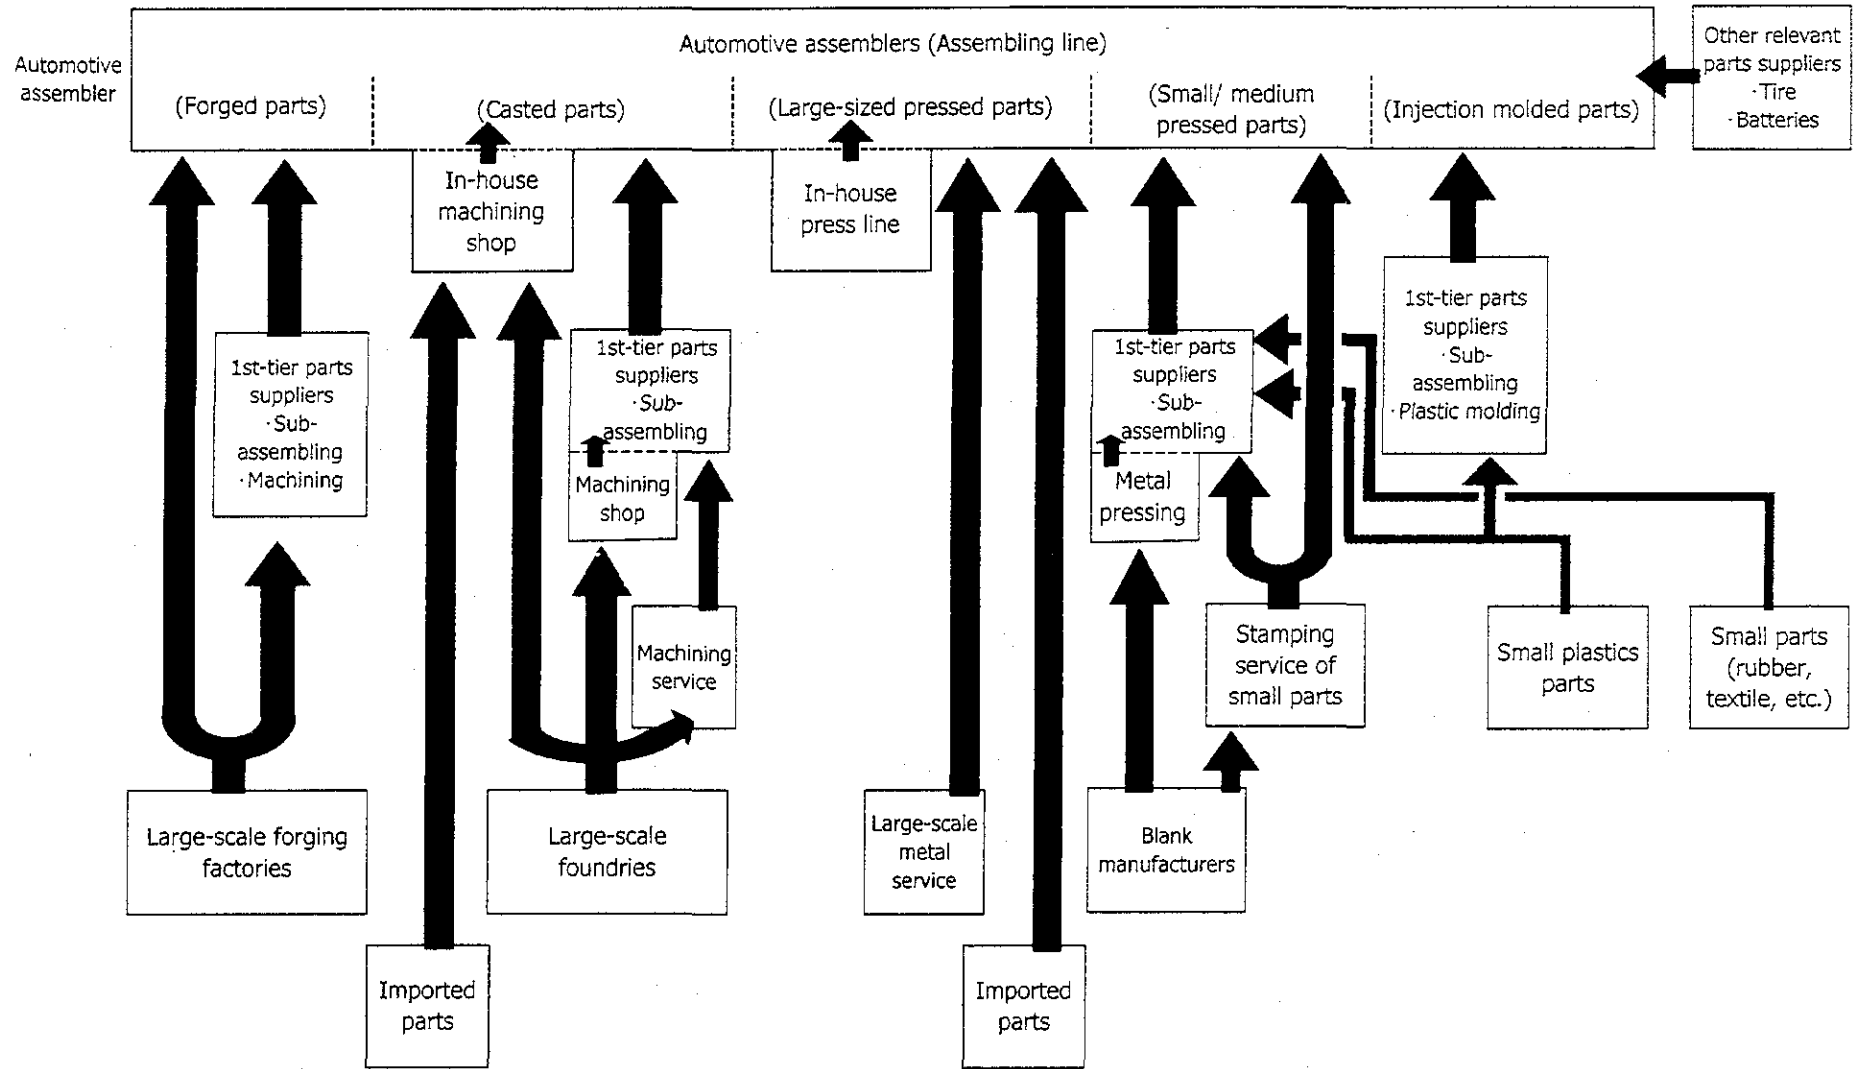 Automotive assemblers (Assembling line)
Automotive
assembler
(Forged parts)
(Casted parts)
(Large-sized pressed parts)
(Small/ medium
pressed parts)
(Injection molded parts)
Other relevant
parts suppliers
·Tire
·Batteries
In-house
machining
shop
In-house
press line
1st-tier parts
suppliers
·Sub-
assembling
·Machining
1st-tier parts
suppliers
·Sub-
assembling
Machining
shop
1st-tier parts
suppliers
·Sub-
assembling
Metal
pressing
1st-tier parts
suppliers
·Sub-
assembling
·Plastic molding
Machining
service
Stamping
service of
small parts
Small plastics
parts
Small parts
(rubber,
textile, etc.)
Large-scale forging
factories
Large-scale
foundries
Large-scale
metal
service
Blank
manufacturers
Imported
parts
Imported
parts